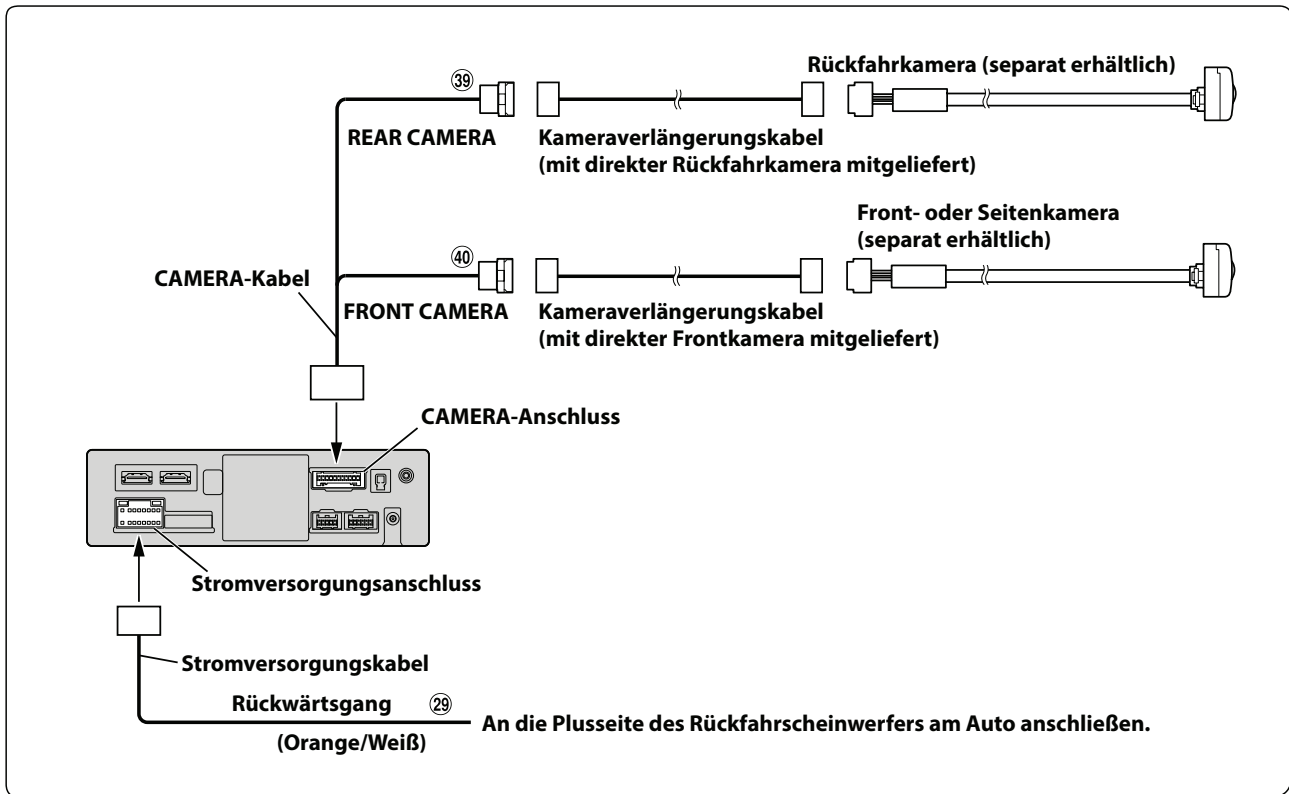 Rückfahrkamera (separat erhältlich)
39
REAR CAMERA
Kameraverlängerungskabel
(mit direkter Rückfahrkamera mitgeliefert)
Front- oder Seitenkamera
(separat erhältlich)
40
CAMERA-Kabel
FRONT CAMERA
Kameraverlängerungskabel
(mit direkter Frontkamera mitgeliefert)
CAMERA-Anschluss
Stromversorgungsanschluss
Stromversorgungskabel
Rückwärtsgang 29
An die Plusseite des Rückfahrscheinwerfers am Auto anschließen.
(Orange/Weiß)